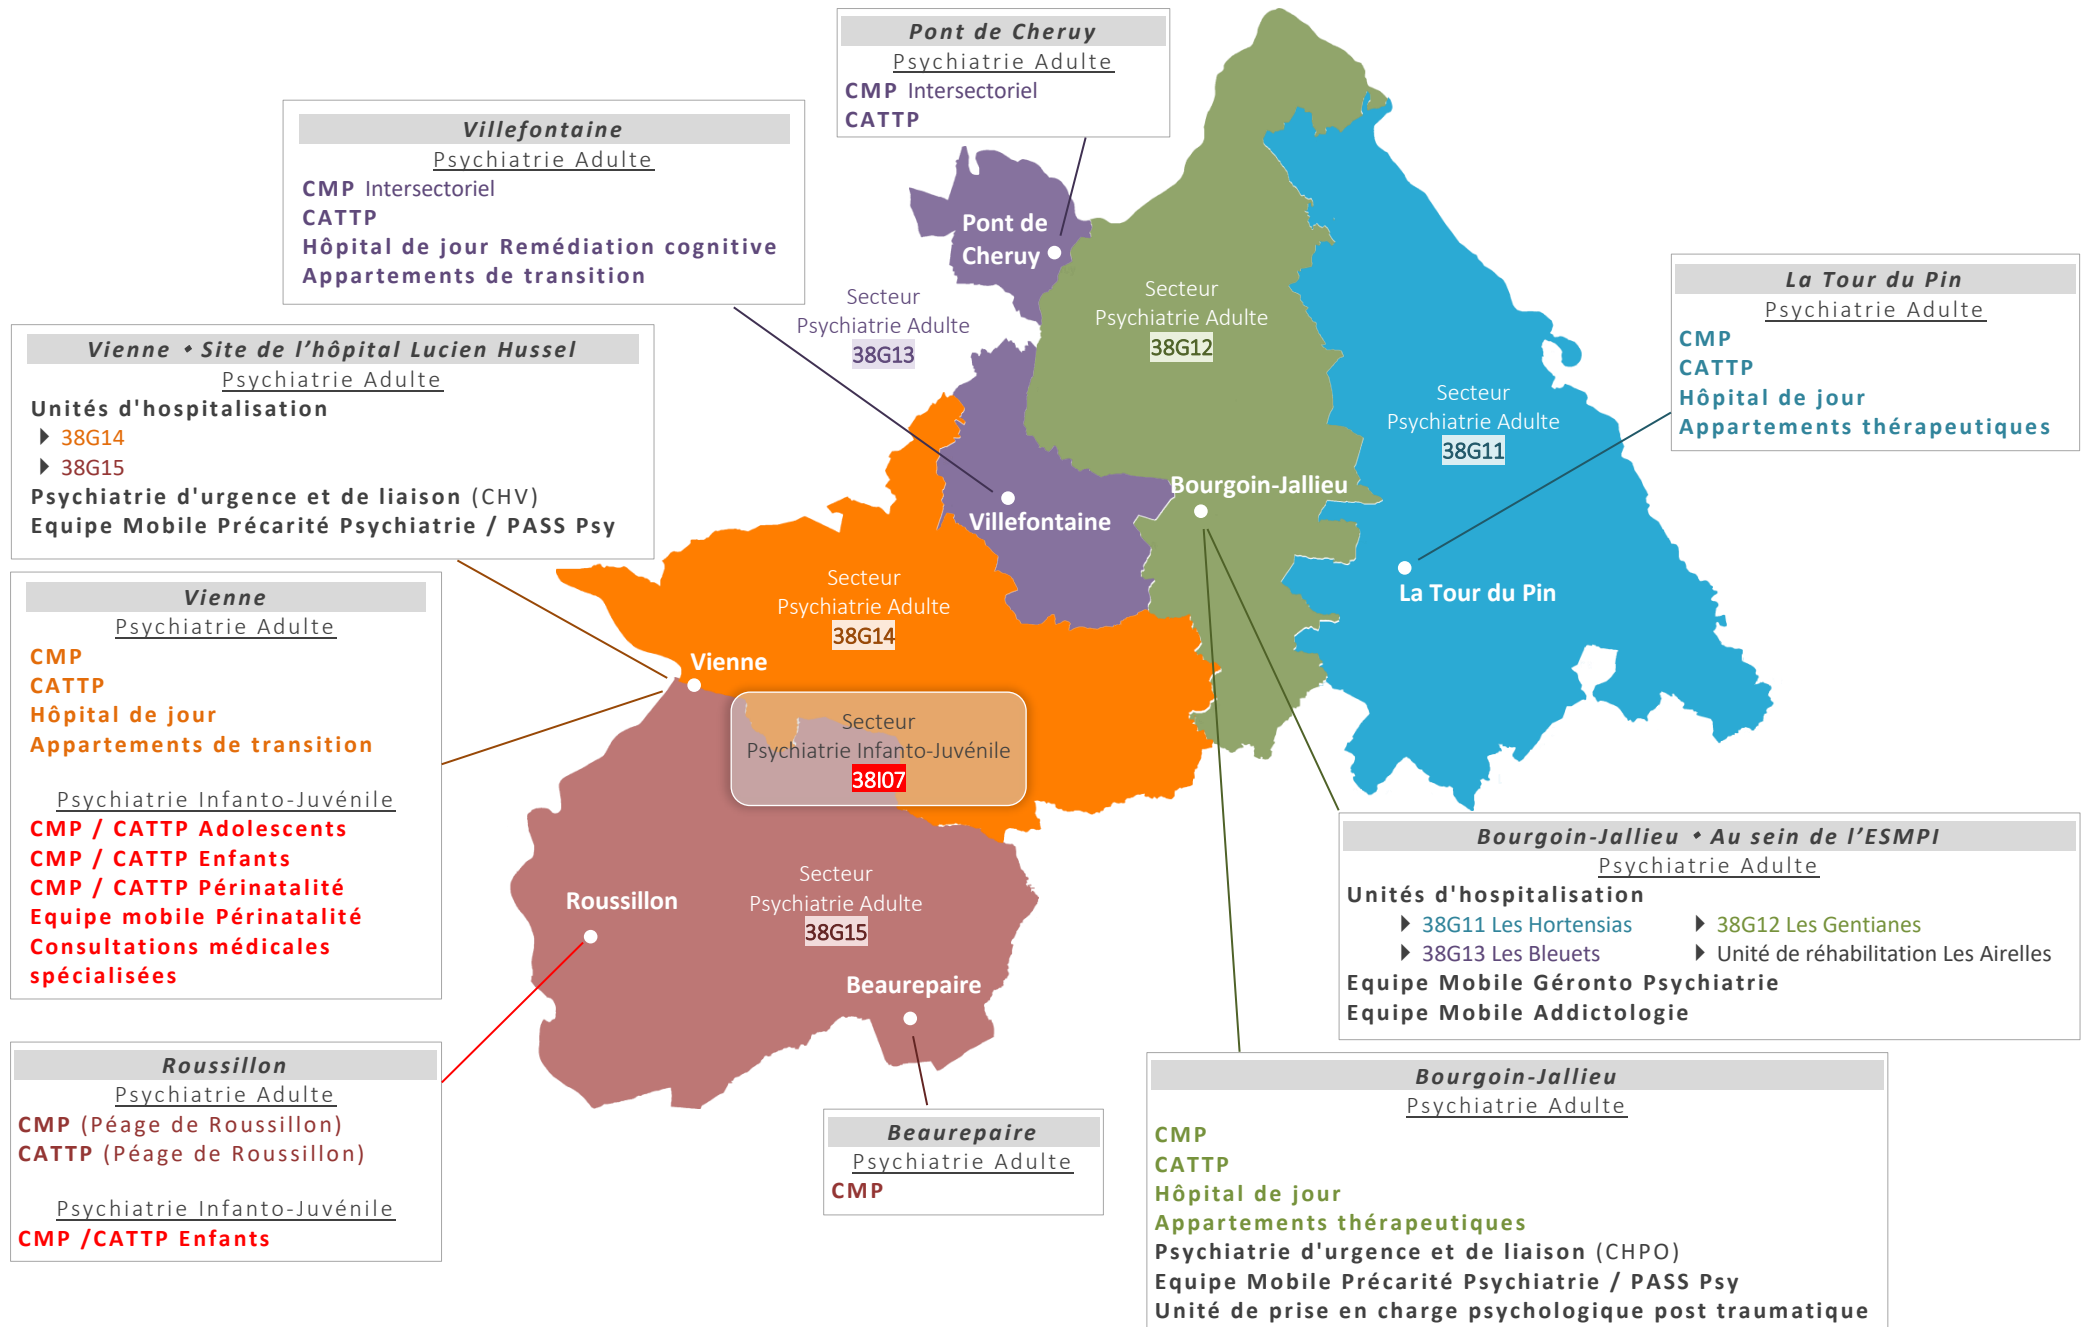 Pont de Cheruy
Psychiatrie Adulte
CMP Intersectoriel
CATTP
Villefontaine
Psychiatrie Adulte
CMP Intersectoriel
CATTP
Hôpital de jour Remédiation cognitive
Appartements de transition
Vienne • Site de l’hôpital Lucien Hussel
Psychiatrie Adulte
Unités d'hospitalisation
38G14
38G15
Psychiatrie d'urgence et de liaison (CHV)
Equipe Mobile Précarité Psychiatrie / PASS Psy
Vienne
Psychiatrie Adulte
CMP
CATTP
Hôpital de jour
Appartements de transition
Psychiatrie Infanto-Juvénile
CMP / CATTP Adolescents
CMP / CATTP Enfants
CMP / CATTP Périnatalité
Equipe mobile Périnatalité
Consultations médicales
spécialisées
Roussillon
Psychiatrie Adulte
CMP (Péage de Roussillon)
CATTP (Péage de Roussillon)
Psychiatrie Infanto-Juvénile
CMP /CATTP Enfants
Pont de
Cheruy
Secteur
Psychiatrie Adulte
38G13
Secteur
Psychiatrie Adulte
38G12
Secteur
Psychiatrie Adulte
38G11
Bourgoin-Jallieu
Villefontaine
La Tour du Pin
Secteur
Psychiatrie Adulte
38G14
Vienne
Secteur
Psychiatrie Infanto-Juvénile
38I07
Secteur
Psychiatrie Adulte
38G15
Roussillon
Beaurepaire
La Tour du Pin
Psychiatrie Adulte
CMP
CATTP
Hôpital de jour
Appartements thérapeutiques
Bourgoin-Jallieu • Au sein de l’ESMPI
Psychiatrie Adulte
Unités d'hospitalisation
38G11 Les Hortensias
38G12 Les Gentianes
38G13 Les Bleuets
Unité de réhabilitation Les Airelles
Equipe Mobile Géronto Psychiatrie
Equipe Mobile Addictologie
Beaurepaire
Psychiatrie Adulte
CMP
Bourgoin-Jallieu
Psychiatrie Adulte
CMP
CATTP
Hôpital de jour
Appartements thérapeutiques
Psychiatrie d'urgence et de liaison (CHPO)
Equipe Mobile Précarité Psychiatrie / PASS Psy
Unité de prise en charge psychologique post traumatique